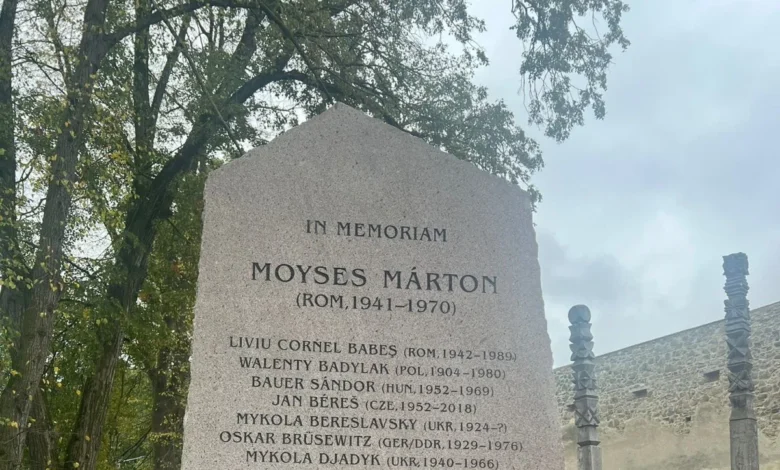 IN MEMORIAM
MOYSES MÁRTON
(ROM, 1941–1970)
LIVIU CORNEL BABEȘ (ROM, 1942–1989)
WALENTY BADYLAK (POL, 1904–1980)
BAUER SÁNDOR (HUN, 1952–1969)
JAN BÉREŠ (CZE, 1952–2018)
MYKOLA BERESLAVSKY (UKR, 1924–?)
OSKAR BRÜSEWITZ (GER/DDR, 1929–1976)
MYKOLA DJADYK (UKR, 1940–1966)